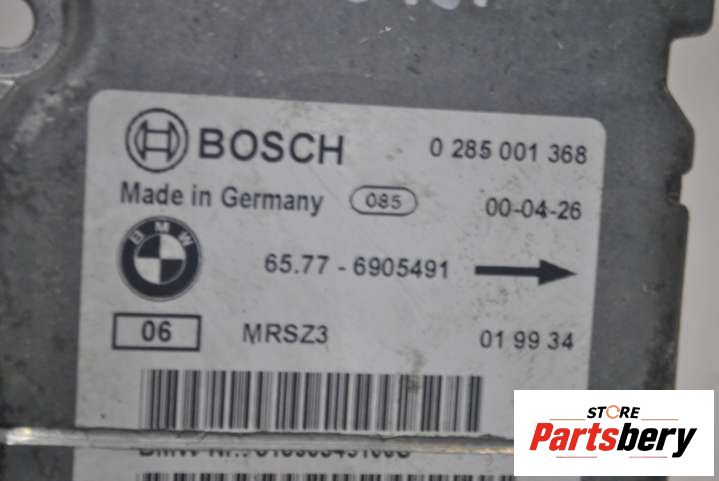 BOSCH 0 285 001 368
Made in Germany 085 00-04-26
BMW
65.77 - 6905491
06 MRSZ3 01 99 34
STORE
Partsbery